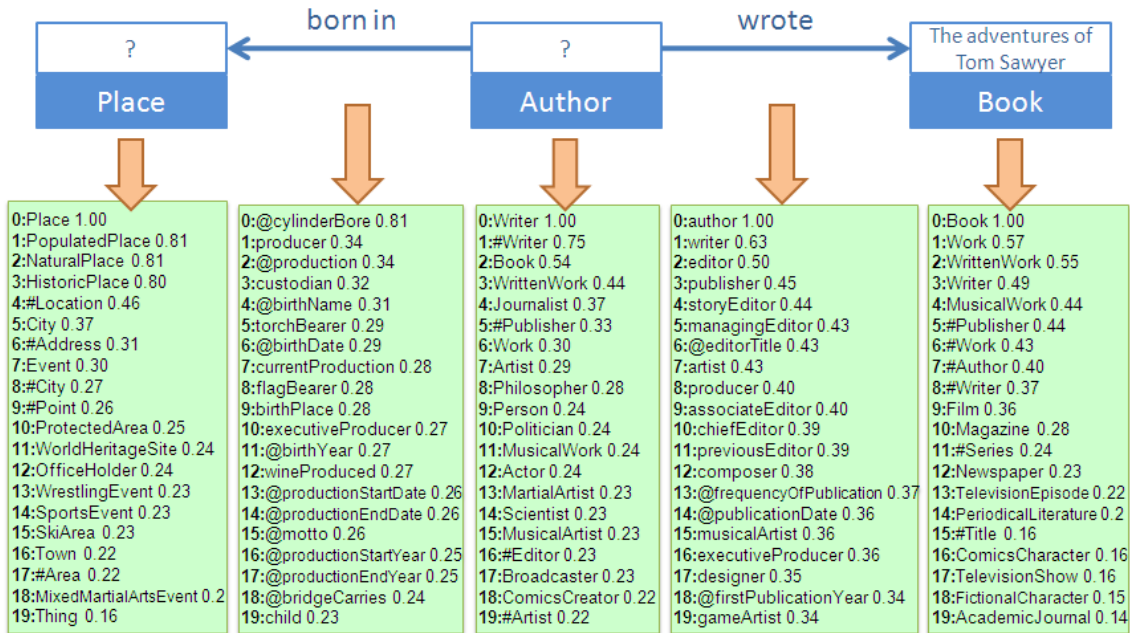 born in
wrote
?
?
The adventures of
Tom Sawyer
Place
Author
Book
0:Place 1.00
1:PopulatedPlace 0.81
2:NaturalPlace 0.81
3:HistoricPlace 0.80
4:#Location 0.46
5:City 0.37
6:#Address 0.31
7:Event 0.30
8:#City 0.27
9:#Point 0.26
10:ProtectedArea 0.25
11:WorldHeritageSite 0.24
12:OfficeHolder 0.24
13:WrestlingEvent 0.23
14:SportsEvent 0.23
15:SkiArea 0.23
16:Town 0.22
17:#Area 0.22
18:MixedMartialArtsEvent 0.2
19:Thing 0.16
0:@cylinderBore 0.81
1:producer 0.34
2:@production 0.34
3:custodian 0.32
4:@birthName 0.31
5:torchBearer 0.29
6:@birthDate 0.29
7:currentProduction 0.28
8:flagBearer 0.28
9:birthPlace 0.28
10:executiveProducer 0.27
11:@birthYear 0.27
12:wineProduced 0.27
13:@productionStartDate 0.26
14:@productionEndDate 0.26
15:@motto 0.26
16:@productionStartYear 0.25
17:@productionEndYear 0.25
18:@bridgeCarries 0.24
19:child 0.23
0:Writer 1.00
1:#Writer 0.75
2:Book 0.54
3:WrittenWork 0.44
4:Journalist 0.37
5:#Publisher 0.33
6:Work 0.30
7:Artist 0.29
8:Philosopher 0.28
9:Person 0.24
10:Politician 0.24
11:MusicalWork 0.24
12:Actor 0.24
13:MartialArtist 0.23
14:Scientist 0.23
15:MusicalArtist 0.23
16:#Editor 0.23
17:Broadcaster 0.23
18:ComicsCreator 0.22
19:#Artist 0.22
0:author 1.00
1:writer 0.63
2:editor 0.50
3:publisher 0.45
4:storyEditor 0.44
5:managingEditor 0.43
6:@editorTitle 0.43
7:artist 0.43
8:producer 0.40
9:associateEditor 0.40
10:chiefEditor 0.39
11:previousEditor 0.39
12:composer 0.38
13:@frequencyOfPublication 0.37
14:@publicationDate 0.36
15:musicalArtist 0.36
16:executiveProducer 0.36
17:designer 0.35
18:@firstPublicationYear 0.34
19:gameArtist 0.34
0:Book 1.00
1:Work 0.57
2:WrittenWork 0.55
3:Writer 0.49
4:MusicalWork 0.44
5:#Publisher 0.44
6:#Work 0.43
7:#Author 0.40
8:#Writer 0.37
9:Film 0.36
10:Magazine 0.28
11:#Series 0.24
12:Newspaper 0.23
13:TelevisionEpisode 0.22
14:PeriodicalLiterature 0.2
15:#Title 0.16
16:ComicsCharacter 0.16
17:TelevisionShow 0.16
18:FictionalCharacter 0.15
19:AcademicJournal 0.14